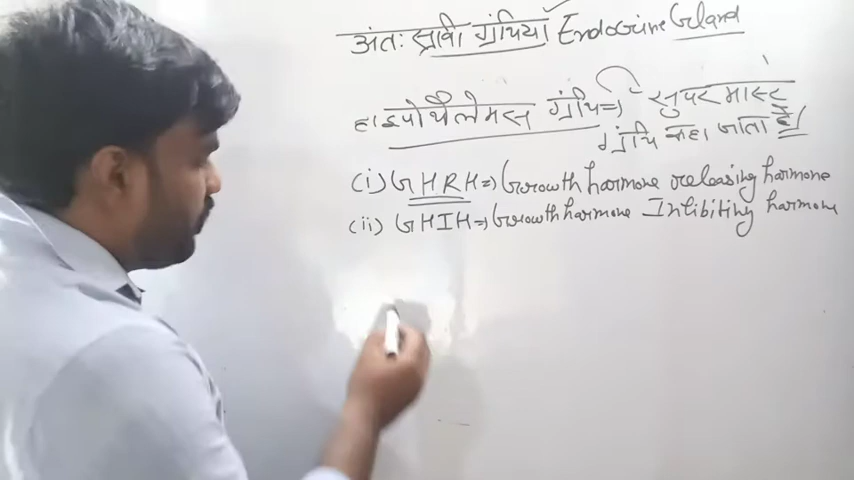 अंतः स्रावी ग्रंथियां Endocrine Gland
हाइपोथैलेमस ग्रंथि ⇒ सुपर मास्टर
ग्रंथि कहा जाता है।
(i) GHRH ⇒ Growth harmone releasing harmone
(ii) GHIH ⇒ Growth harmone Inhibiting harmone